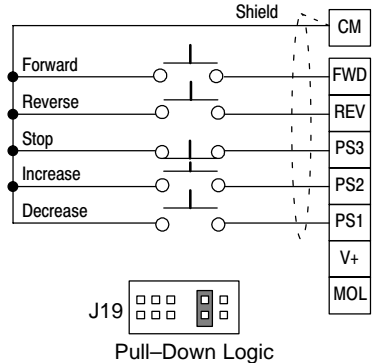 Shield
CM
Forward
FWD
Reverse
REV
Stop
PS3
Increase
PS2
Decrease
PS1
V+
MOL
J19
Pull–Down Logic